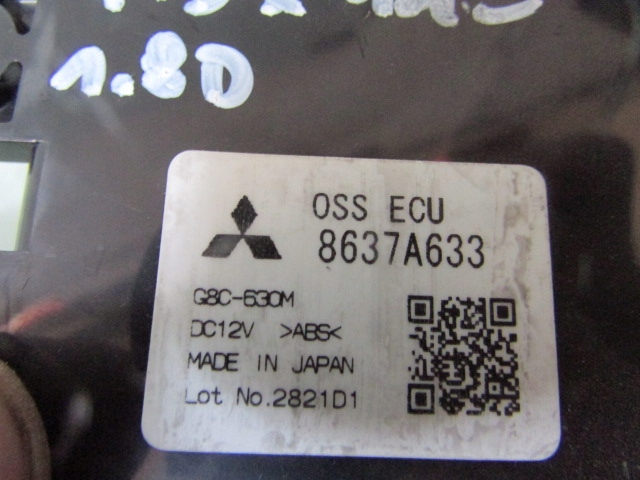 1.8D
OSS ECU
8637A633
G8C-630M
DC12V >ABS<
MADE IN JAPAN
Lot No.2821D1